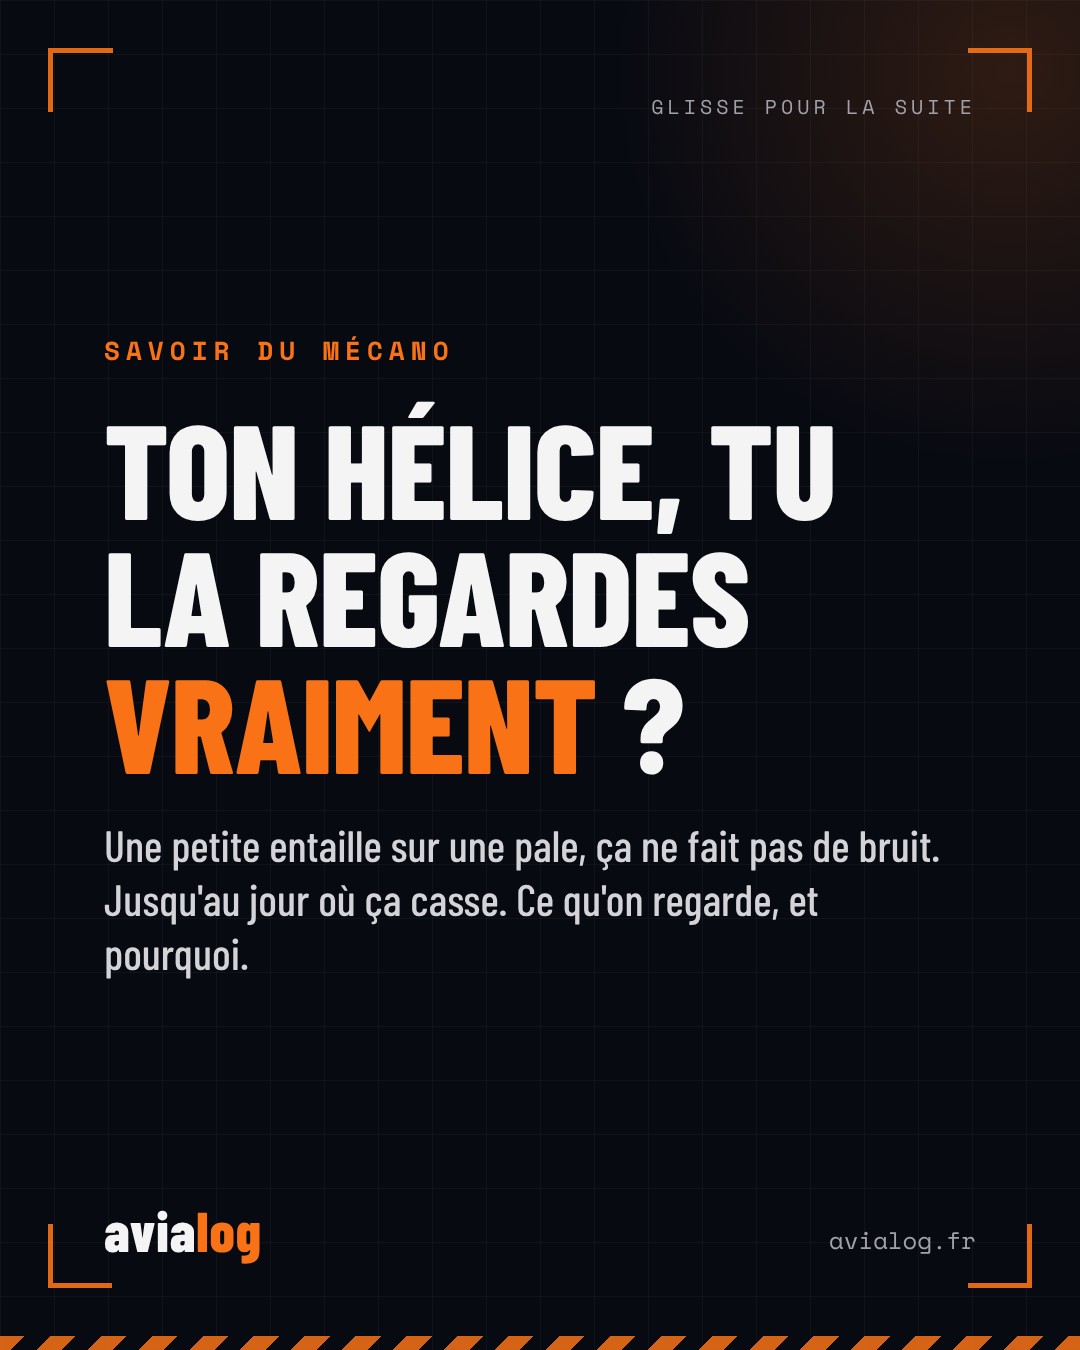 GLISSE POUR LA SUITE
SAVOIR DU MÉCANO
TON HÉLICE, TU
LA REGARDES
VRAIMENT ?
Une petite entaille sur une pale, ça ne fait pas de bruit.
Jusqu'au jour où ça casse. Ce qu'on regarde, et
pourquoi.
avialog
avialog.fr